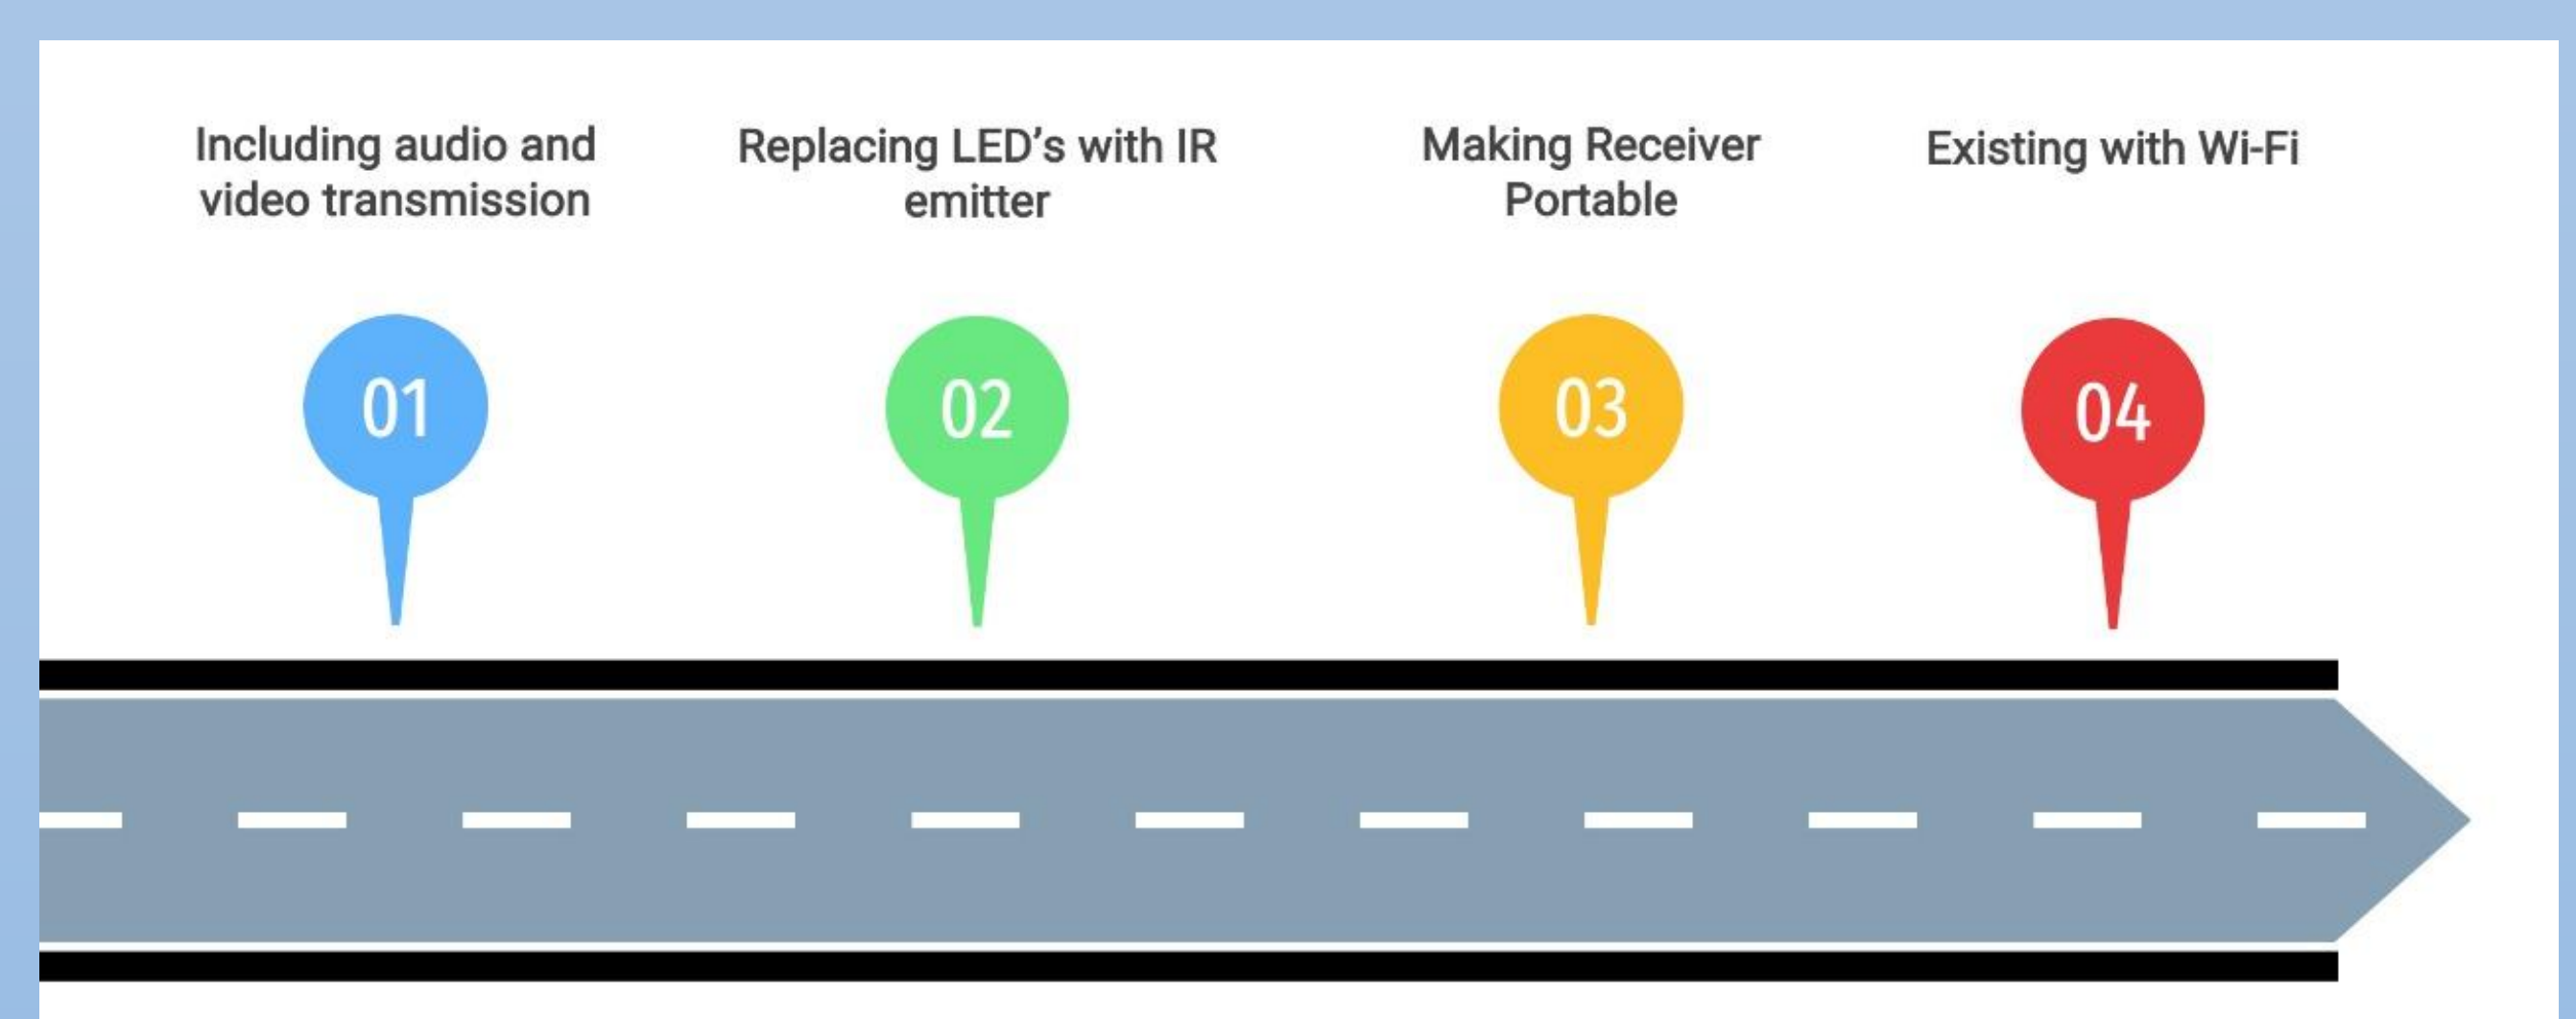 Including audio and
video transmission
Replacing LED's with IR
emitter
Making Receiver
Portable
Existing with Wi-Fi
01
02
03
04